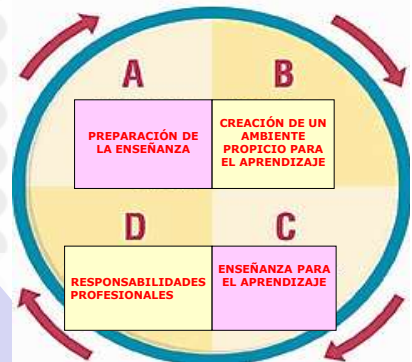 A
B
PREPARACIÓN DE
LA ENSEÑANZA
CREACIÓN DE UN
AMBIENTE
PROPICIO PARA
EL APRENDIZAJE
D
C
RESPONSABILIDADES
PROFESIONALES
ENSEÑANZA PARA
EL APRENDIZAJE